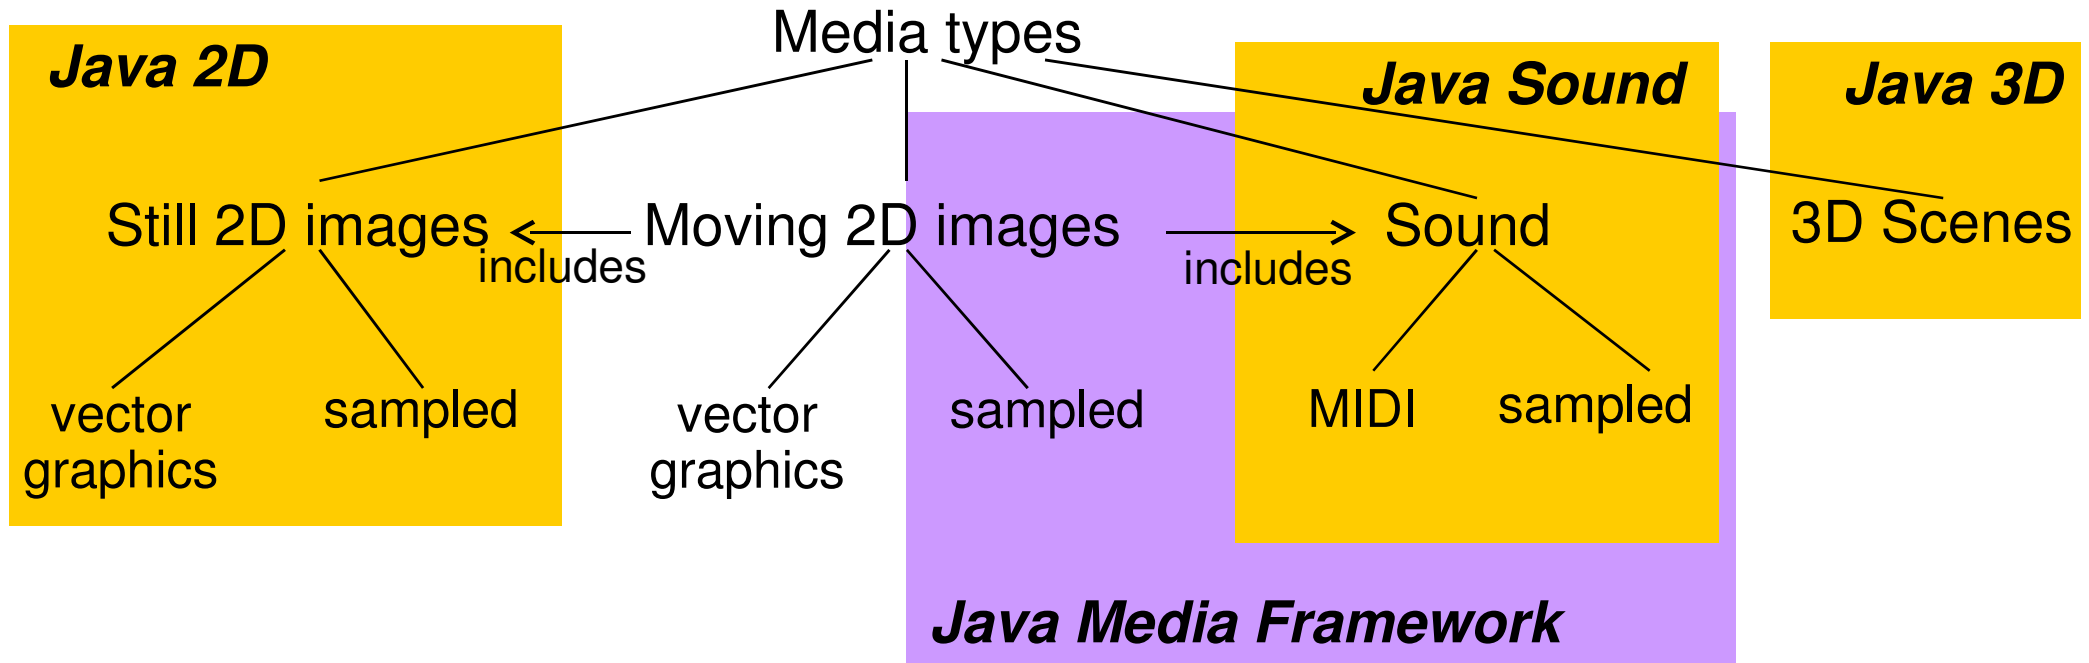 Media types
Java 2D
Java Sound
Java 3D
Still 2D images
includes
Moving 2D images
includes
Sound
3D Scenes
vector
graphics
sampled
vector
graphics
sampled
MIDI
sampled
Java Media Framework